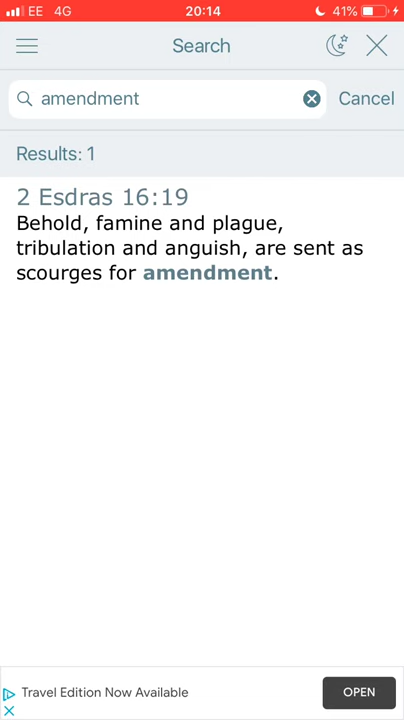 EE 4G 20:14 41%
Search
amendment Cancel
Results: 1
2 Esdras 16:19
Behold, famine and plague,
tribulation and anguish, are sent as
scourges for amendment.
Travel Edition Now Available OPEN